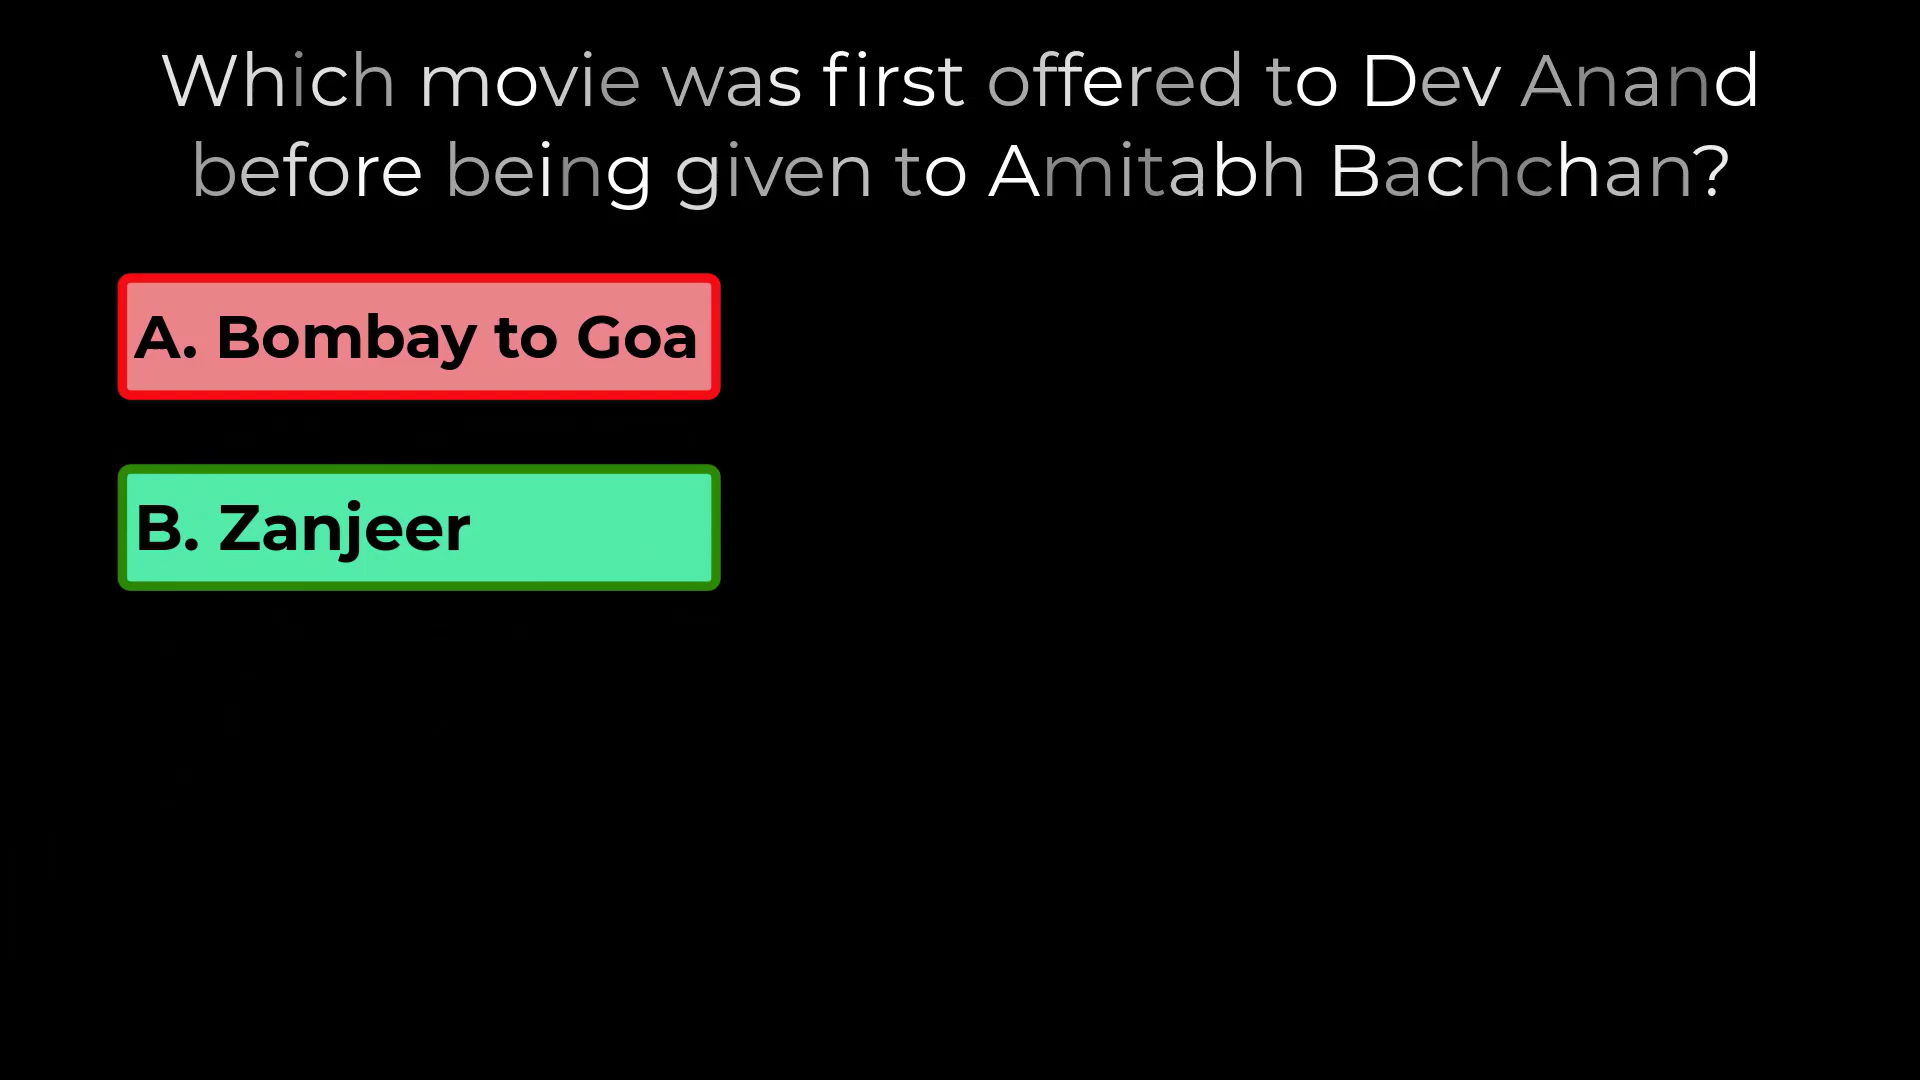 Which movie was first offered to Dev Anand
before being given to Amitabh Bachchan?
A. Bombay to Goa
B. Zanjeer